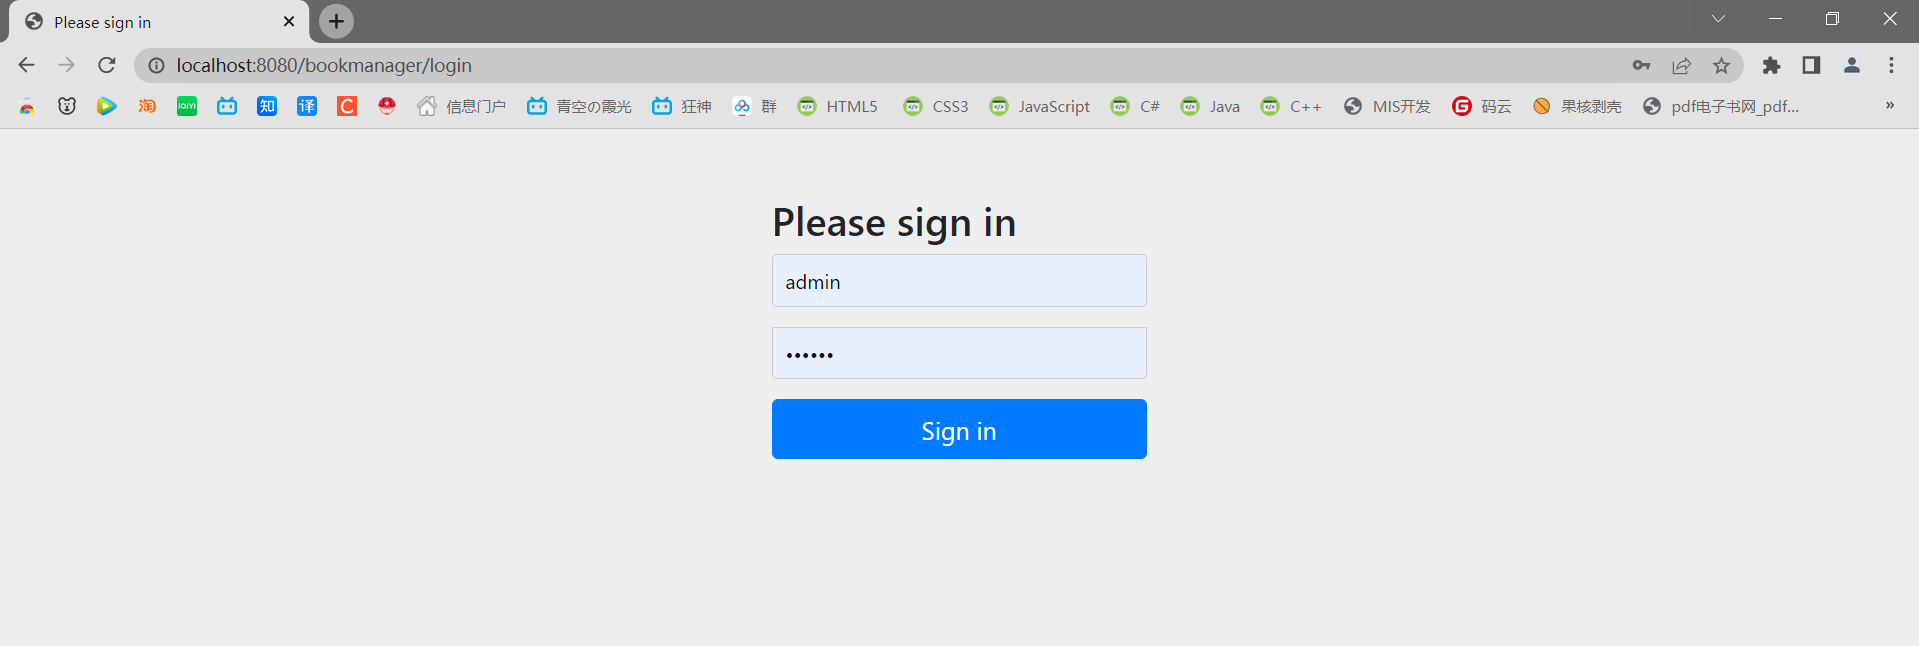 Please sign in
localhost:8080/bookmanager/login
淘 iQIYI 知 译 C 信息门户 青空の霞光 狂神 群 HTML5 CSS3 JavaScript C# Java C++ MIS开发 G 码云 果核剥壳 pdf电子书网_pdf... »
Please sign in
admin
••••••
Sign in